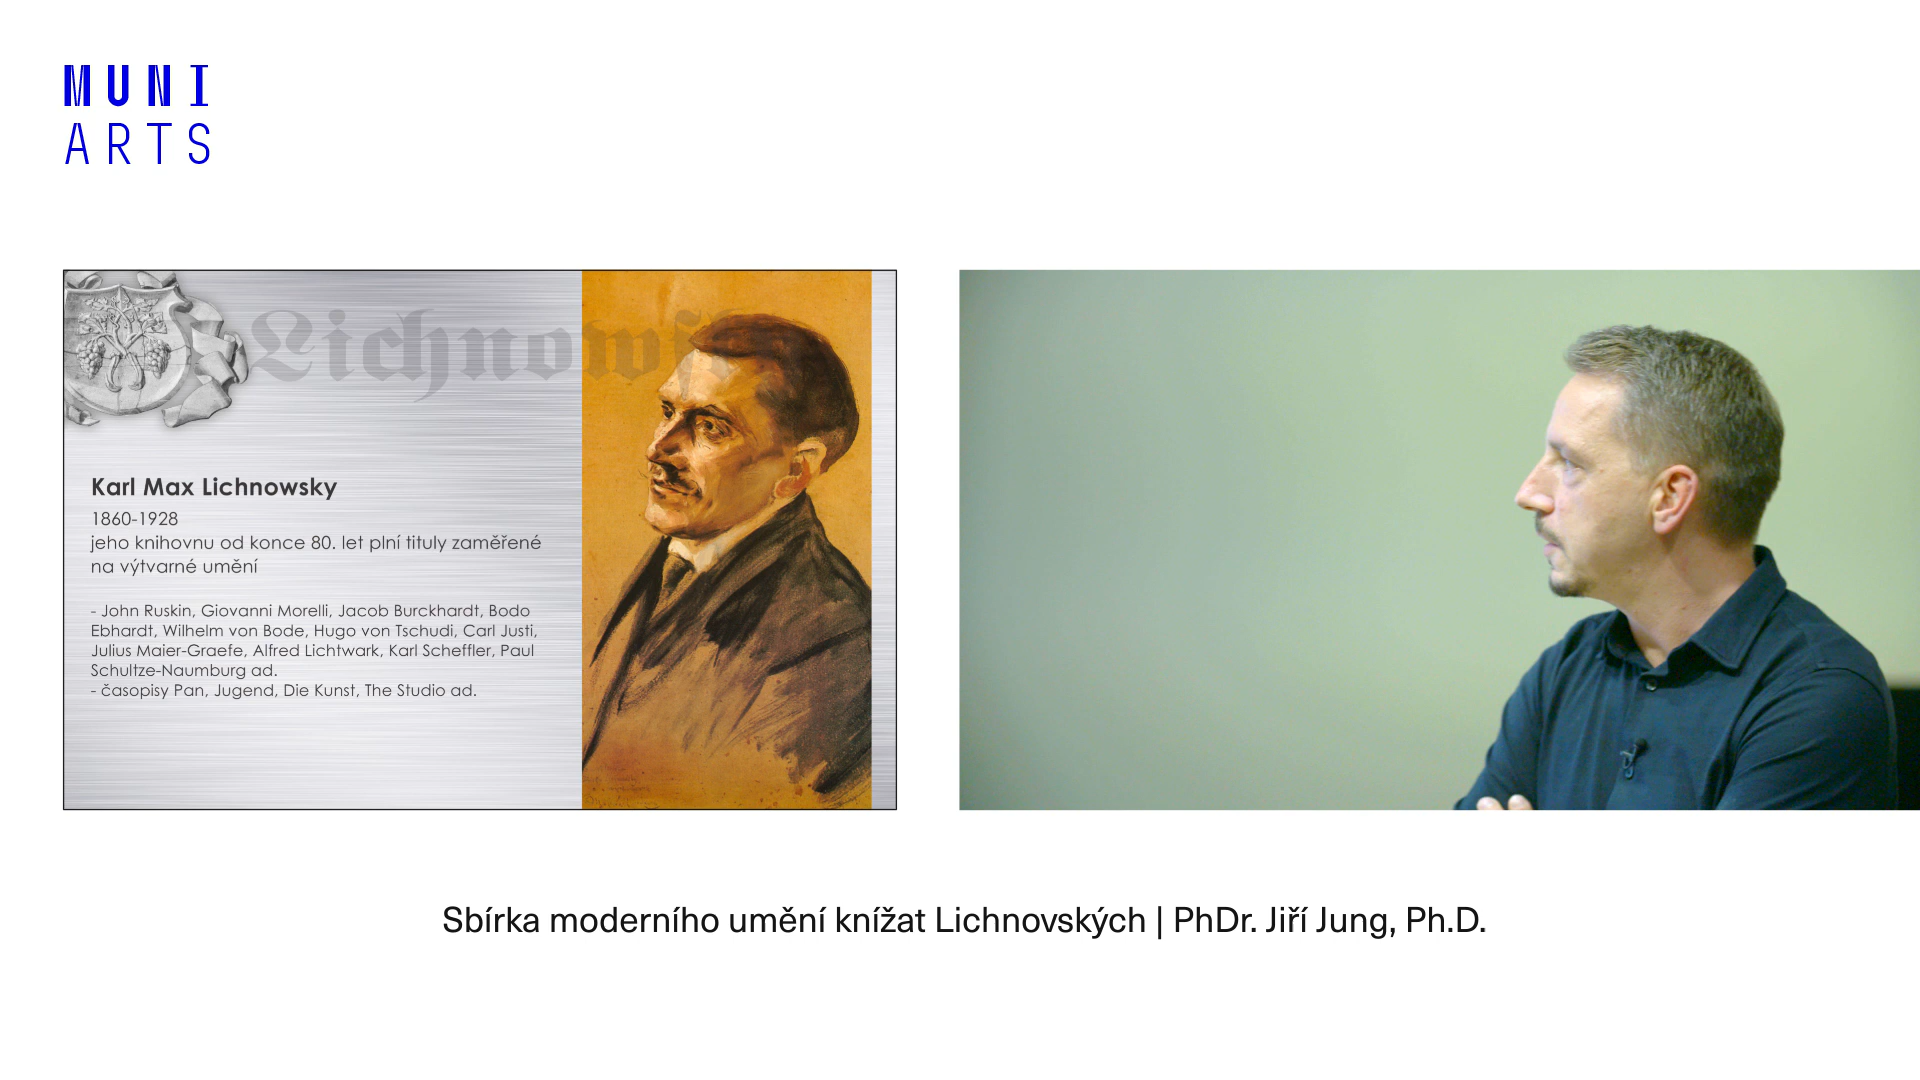 MUNI
ARTS
Lichnows
Karl Max Lichnowsky
1860-1928
jeho knihovnu od konce 80. let plní tituly zaměřené
na výtvarné umění
- John Ruskin, Giovanni Morelli, Jacob Burckhardt, Bodo
Ebhardt, Wilhelm von Bode, Hugo von Tschudi, Carl Justi,
Julius Maier-Graefe, Alfred Lichtwark, Karl Scheffler, Paul
Schultze-Naumburg ad.
- časopisy Pan, Jugend, Die Kunst, The Studio ad.
Sbírka moderního umění knížat Lichnovských | PhDr. Jiří Jung, Ph.D.